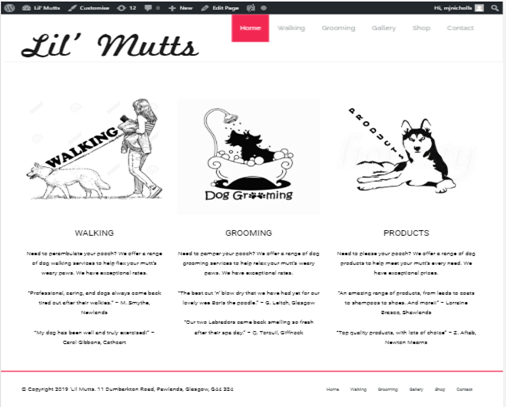 Lil' Mutts Customise 12 0 New Edit Page Hi, mjnicholls
Lil' Mutts
Home Walking Grooming Gallery Shop Contact
WALKING
Dog Grooming
PRODUCTS
WALKING
Need to perambulate your pooch? We offer a range
of dog walking services to help flex your mutt's
weary paws. We have exceptional rates.
"Professional, caring, and dogs always come back
tired out after their walkies." – M. Smythe,
Newlands
"My dog has been well and truly exercised!" –
Carol Gibbons, Cathcart
GROOMING
Need to pamper your pooch? We offer a range of dog
grooming services to help relax your mutt's weary
paws. We have exceptional rates.
"The best cut 'n' blow dry that we have had yet for our
lovely wee Boris the poodle." – G. Leitch, Glasgow
"Our two Labradors came back smelling so fresh
after their spa day." – C. Torcuil, Giffnock
PRODUCTS
Need to please your pooch? We offer a range of dog
products to help meet your mutt's every need. We
have exceptional prices.
"An amazing range of products, from leads to coats
to shampoos to shoes. And more!" – Lorraine
Bresco, Shawlands
"Top quality products, with lots of choice" – Z. Aftab,
Newton Mearns
© Copyright 2019 'Lil Mutts. 11 Dumbarkton Road, Pawlands, Glasgow, G44 2E4
Home Walking Grooming Gallery Shop Contact